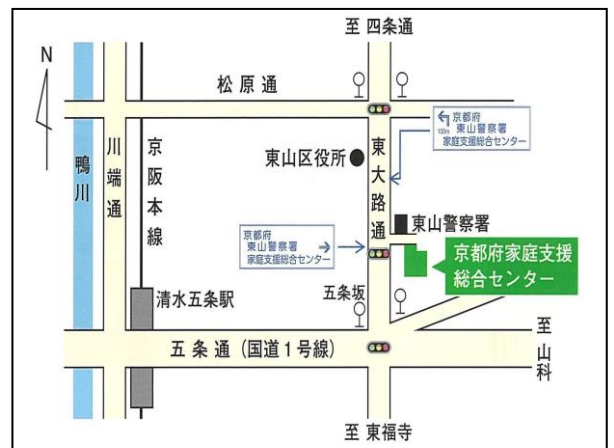 至 四条通
N
松原通
京都府
100m
東山警察署
家庭支援総合センター
鴨川
川端通
京阪本線
東山区役所
東大路通
東山警察署
京都府
東山警察署
家庭支援総合センター
京都府家庭支援
総合センター
清水五条駅
五条坂
五条通(国道1号線)
至 山科
至 東福寺